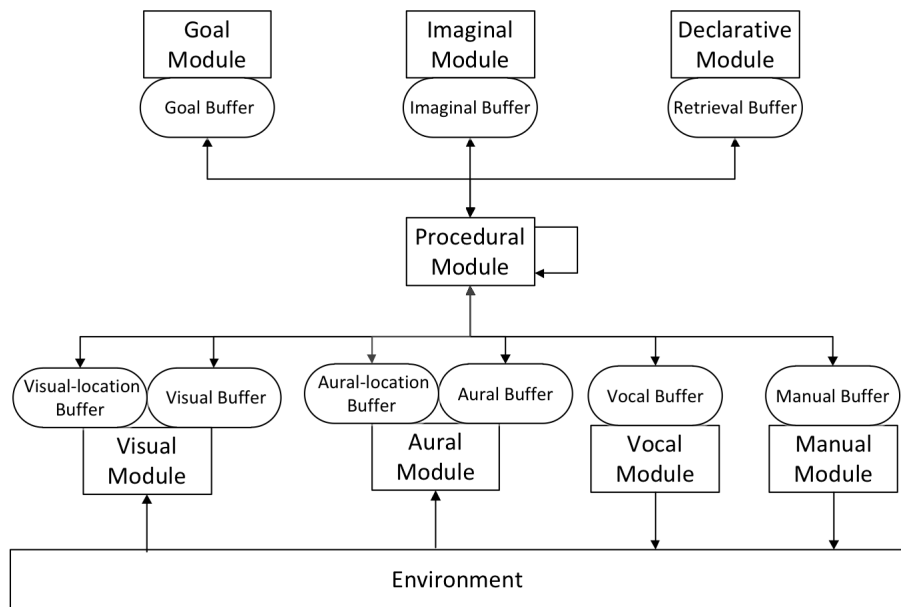 Goal
Module
Imaginal
Module
Declarative
Module
Goal Buffer
Imaginal Buffer
Retrieval Buffer
Procedural
Module
Visual-location
Buffer
Visual Buffer
Aural-location
Buffer
Aural Buffer
Vocal Buffer
Manual Buffer
Visual
Module
Aural
Module
Vocal
Module
Manual
Module
Environment